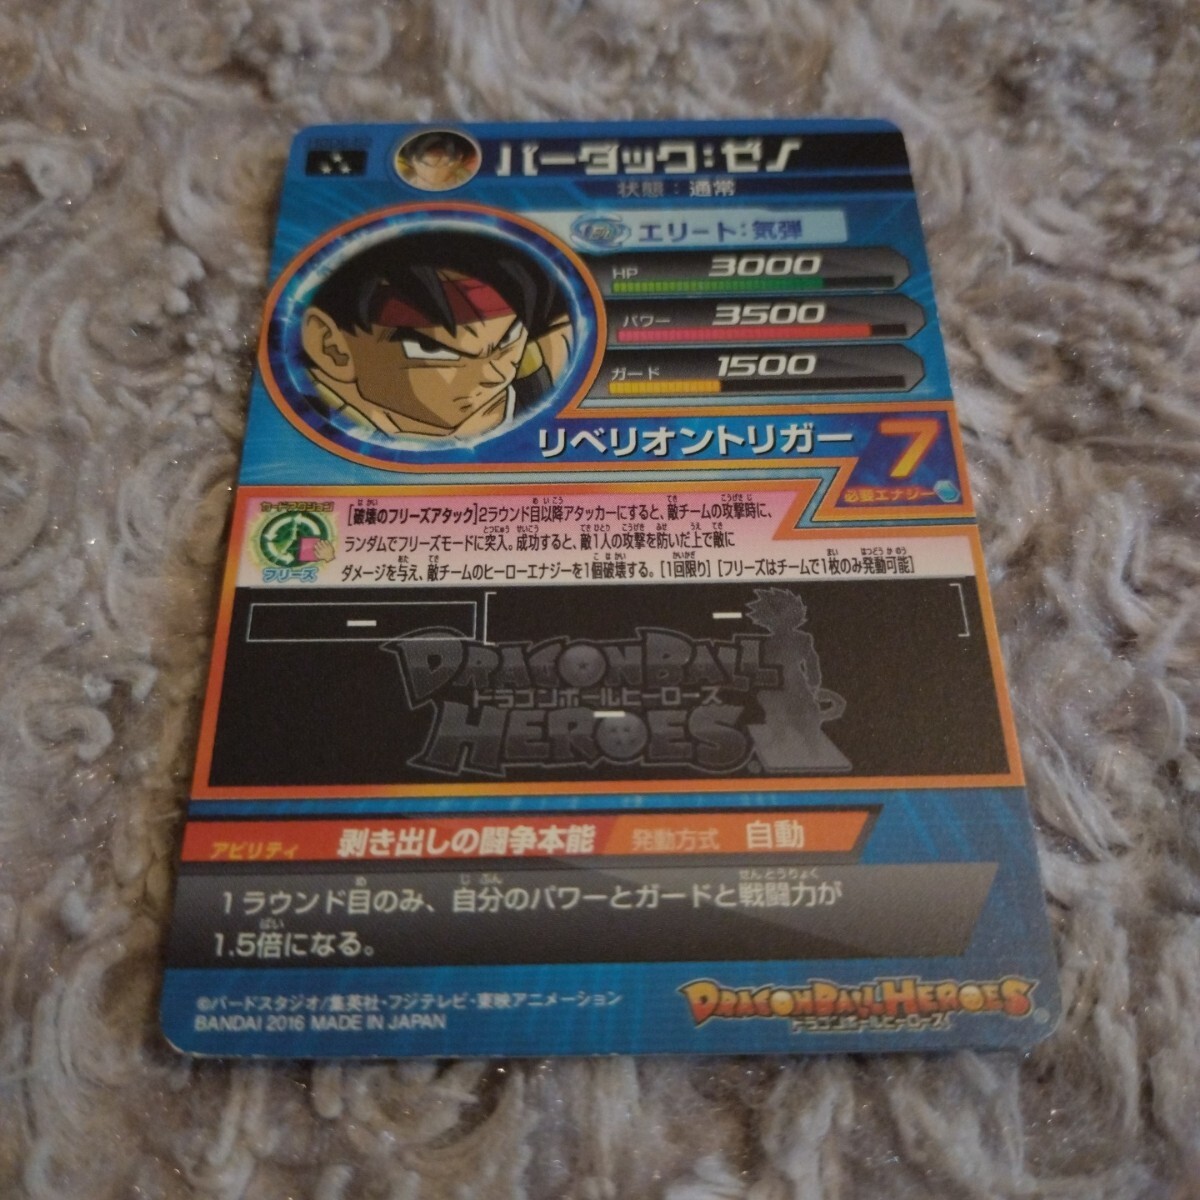 バーダック：ゼノ
状態：通常
エリート：気弾
HP 3000
パワー 3500
ガード 1500
リベリオントリガー 7
必要エナジー
カードアクション
フリーズ
[破壊のフリーズアタック]2ラウンド目以降アタッカーにすると、敵チームの攻撃時に、
ランダムでフリーズモードに突入。成功すると、敵1人の攻撃を防いだ上で敵に
ダメージを与え、敵チームのヒーローエナジーを1個破壊する。[1回限り] [フリーズはチームで1枚のみ発動可能]
ー ー
DRAGONBALL
ドラゴンボールヒーローズ
ー
HEROES
アビリティ 剥き出しの闘争本能 発動方式 自動
1ラウンド目のみ、自分のパワーとガードと戦闘力が
1.5倍になる。
©バードスタジオ/集英社・フジテレビ・東映アニメーション
BANDAI 2016 MADE IN JAPAN
DRAGONBALL HEROES
ドラゴンボールヒーローズ